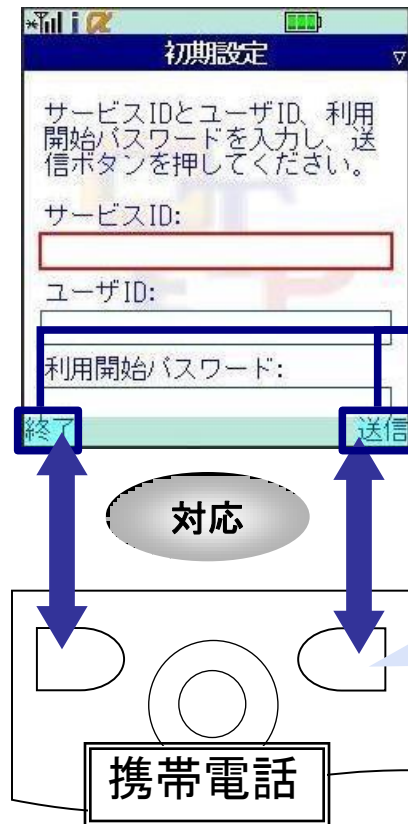 初期設定
サービスIDとユーザID、利用
開始パスワードを入力し、送
信ボタンを押してください。
サービスID:
ユーザID:
利用開始パスワード:
終了
送信
対応
携帯電話